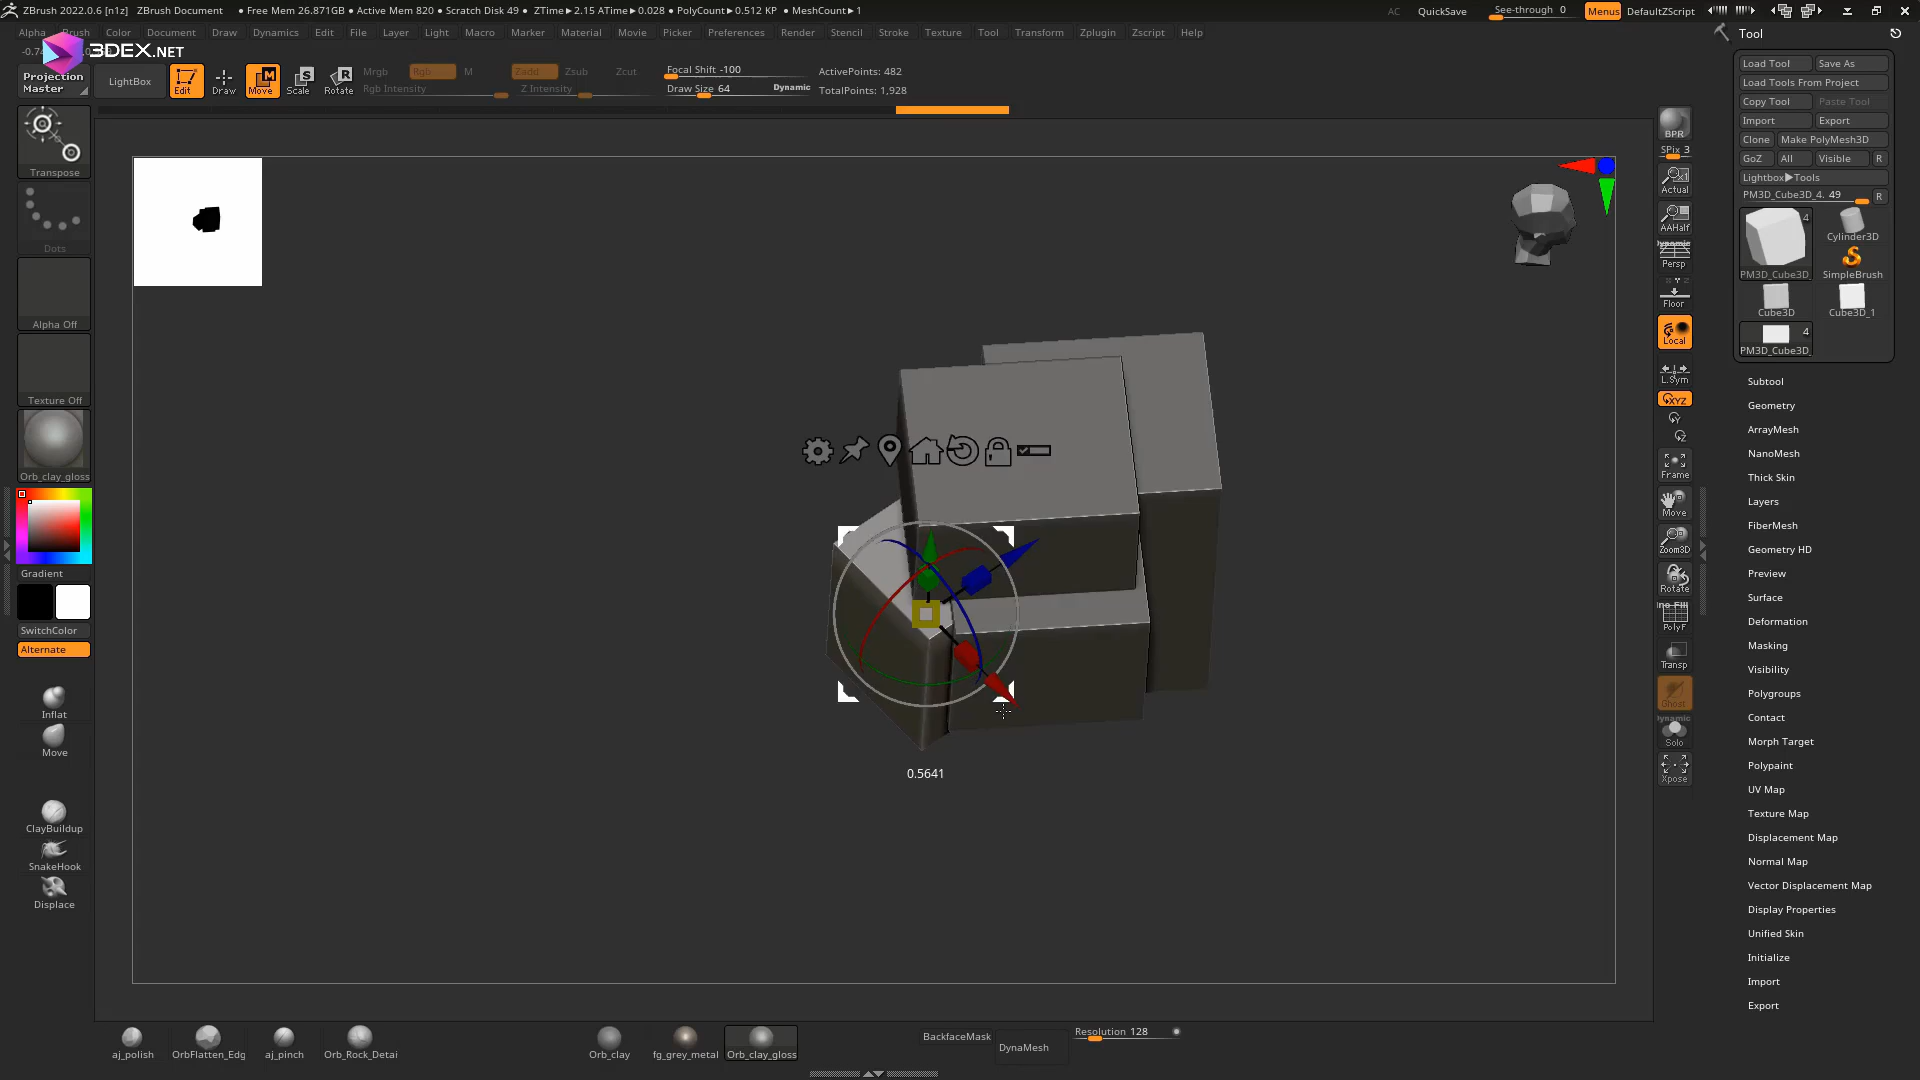 ZBrush 2022.0.6 [n1z] ZBrush Document • Free Mem 26.871GB • Active Mem 820 • Scratch Disk 49 • ZTime▶2.15 ATime▶0.028 • PolyCount▶0.512 KP • MeshCount▶1 AC QuickSave See-through 0 Menus DefaultZScript
Alpha Brush Color Document Draw Dynamics Edit File Layer Light Macro Marker Material Movie Picker Preferences Render Stencil Stroke Texture Tool Transform Zplugin Zscript Help
3DEX.NET
Projection Master
LightBox
Edit Draw Move Scale Rotate
Mrgb Rgb M Zadd Zsub Zcut
Rgb Intensity Z Intensity
Focal Shift -100
Draw Size 64 Dynamic
ActivePoints: 482
TotalPoints: 1,928
Transpose
Dots
Alpha Off
Texture Off
Orb_clay_gloss
Gradient
SwitchColor
Alternate
Inflat
Move
ClayBuildup
SnakeHook
Displace
0.5641
BPR
SPix 3
Actual
AAHalf
Dynamic
Persp
Floor
Local
L.Sym
XYZ
Frame
Move
Zoom3D
Rotate
PolyF
Transp
Ghost
Dynamic
Solo
Xpose
Tool
Load Tool Save As
Load Tools From Project
Copy Tool Paste Tool
Import Export
Clone Make PolyMesh3D
GoZ All Visible R
Lightbox▶Tools
PM3D_Cube3D_4. 49 R
4
PM3D_Cube3D_ Cylinder3D
SimpleBrush
Cube3D Cube3D_1
4
PM3D_Cube3D_
Subtool
Geometry
ArrayMesh
NanoMesh
Thick Skin
Layers
FiberMesh
Geometry HD
Preview
Surface
Deformation
Masking
Visibility
Polygroups
Contact
Morph Target
Polypaint
UV Map
Texture Map
Displacement Map
Normal Map
Vector Displacement Map
Display Properties
Unified Skin
Initialize
Import
Export
aj_polish OrbFlatten_Edg aj_pinch Orb_Rock_Detai Orb_clay fg_grey_metal Orb_clay_gloss
BackfaceMask
DynaMesh
Resolution 128